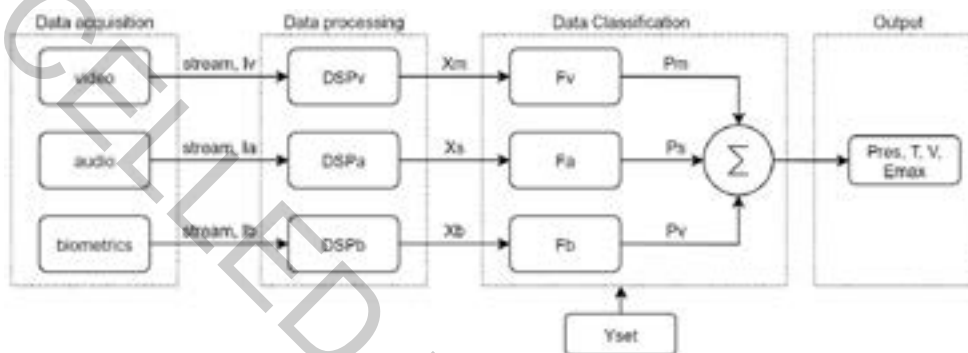 Data acquisition
Data processing
Data Classification
Output
video
stream, Iv
DSPv
Xm
Fv
Pm
audio
stream, Ia
DSPa
Xs
Fa
Ps
∑
Pres, T, V,
Emax
biometrics
stream, Ib
DSPb
Xb
Fb
Pv
Yset
CELLED